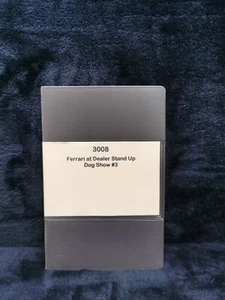 3008
Ferrari at Dealer Stand Up
Dog Show #3